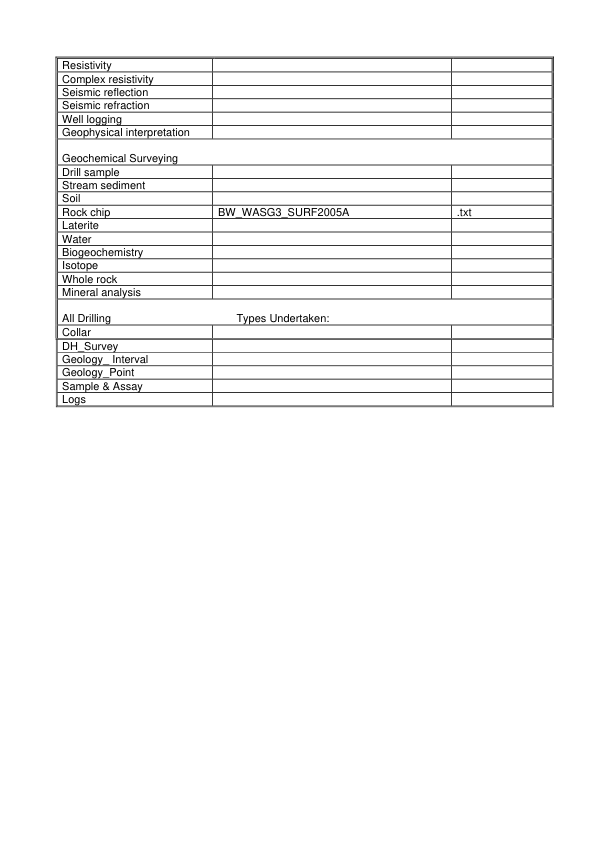 Resistivity
Complex resistivity
Seismic reflection
Seismic refraction
Well logging
Geophysical interpretation
Geochemical Surveying
Drill sample
Stream sediment
Soil
Rock chip BW_WASG3_SURF2005A .txt
Laterite
Water
Biogeochemistry
Isotope
Whole rock
Mineral analysis
All Drilling Types Undertaken:
Collar
DH_Survey
Geology_ Interval
Geology_Point
Sample & Assay
Logs